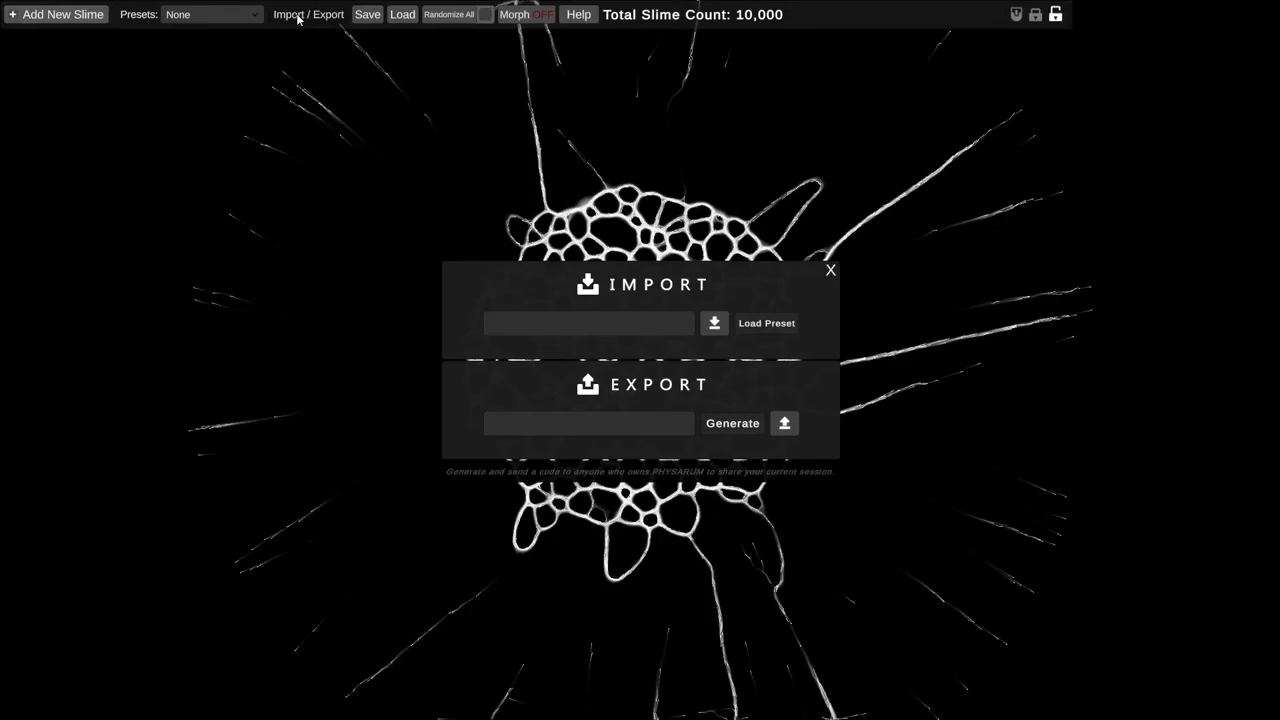 + Add New Slime Presets: None Import / Export Save Load Randomize All Morph OFF Help Total Slime Count: 10,000
X
IMPORT
Load Preset
EXPORT
Generate
Generate and send a code to anyone who owns PHYSARUM to share your current session.